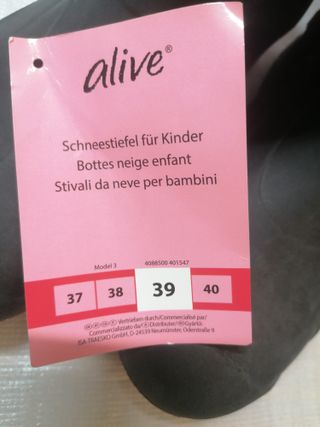 alive®
Schneestiefel für Kinder
Bottes neige enfant
Stivali da neve per bambini
Model 3 4088500 401547
37 38 39 40
Vertrieben durch/Commercialisé par/
Commercializzato da/Distributor/Gyártó:
ISA-TRAESKO GmbH, D-24539 Neumünster, Oderstraße 9